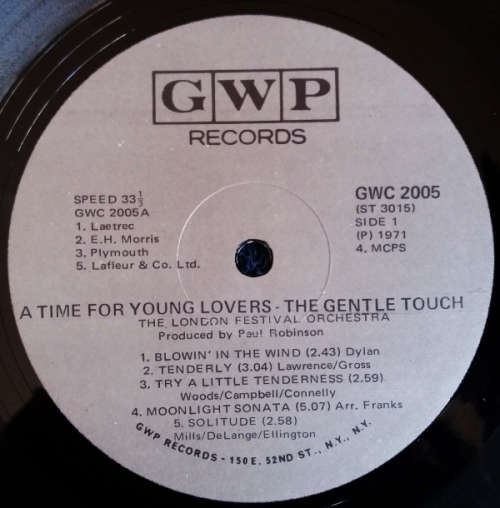 GWP
RECORDS
SPEED 33 1/3
GWC 2005A
1. Laetrec
2. E.H. Morris
3. Plymouth
5. Lafleur & Co. Ltd.
GWC 2005
(ST 3015)
SIDE 1
(P) 1971
4. MCPS
A TIME FOR YOUNG LOVERS - THE GENTLE TOUCH
THE LONDON FESTIVAL ORCHESTRA
Produced by Paul Robinson
1. BLOWIN' IN THE WIND (2.43) Dylan
2. TENDERLY (3.04) Lawrence/Gross
3. TRY A LITTLE TENDERNESS (2.59)
Woods/Campbell/Connelly
4. MOONLIGHT SONATA (5.07) Arr. Franks
5. SOLITUDE (2.58)
Mills/DeLange/Ellington
GWP RECORDS - 150 E. 52ND ST., N.Y., N.Y.